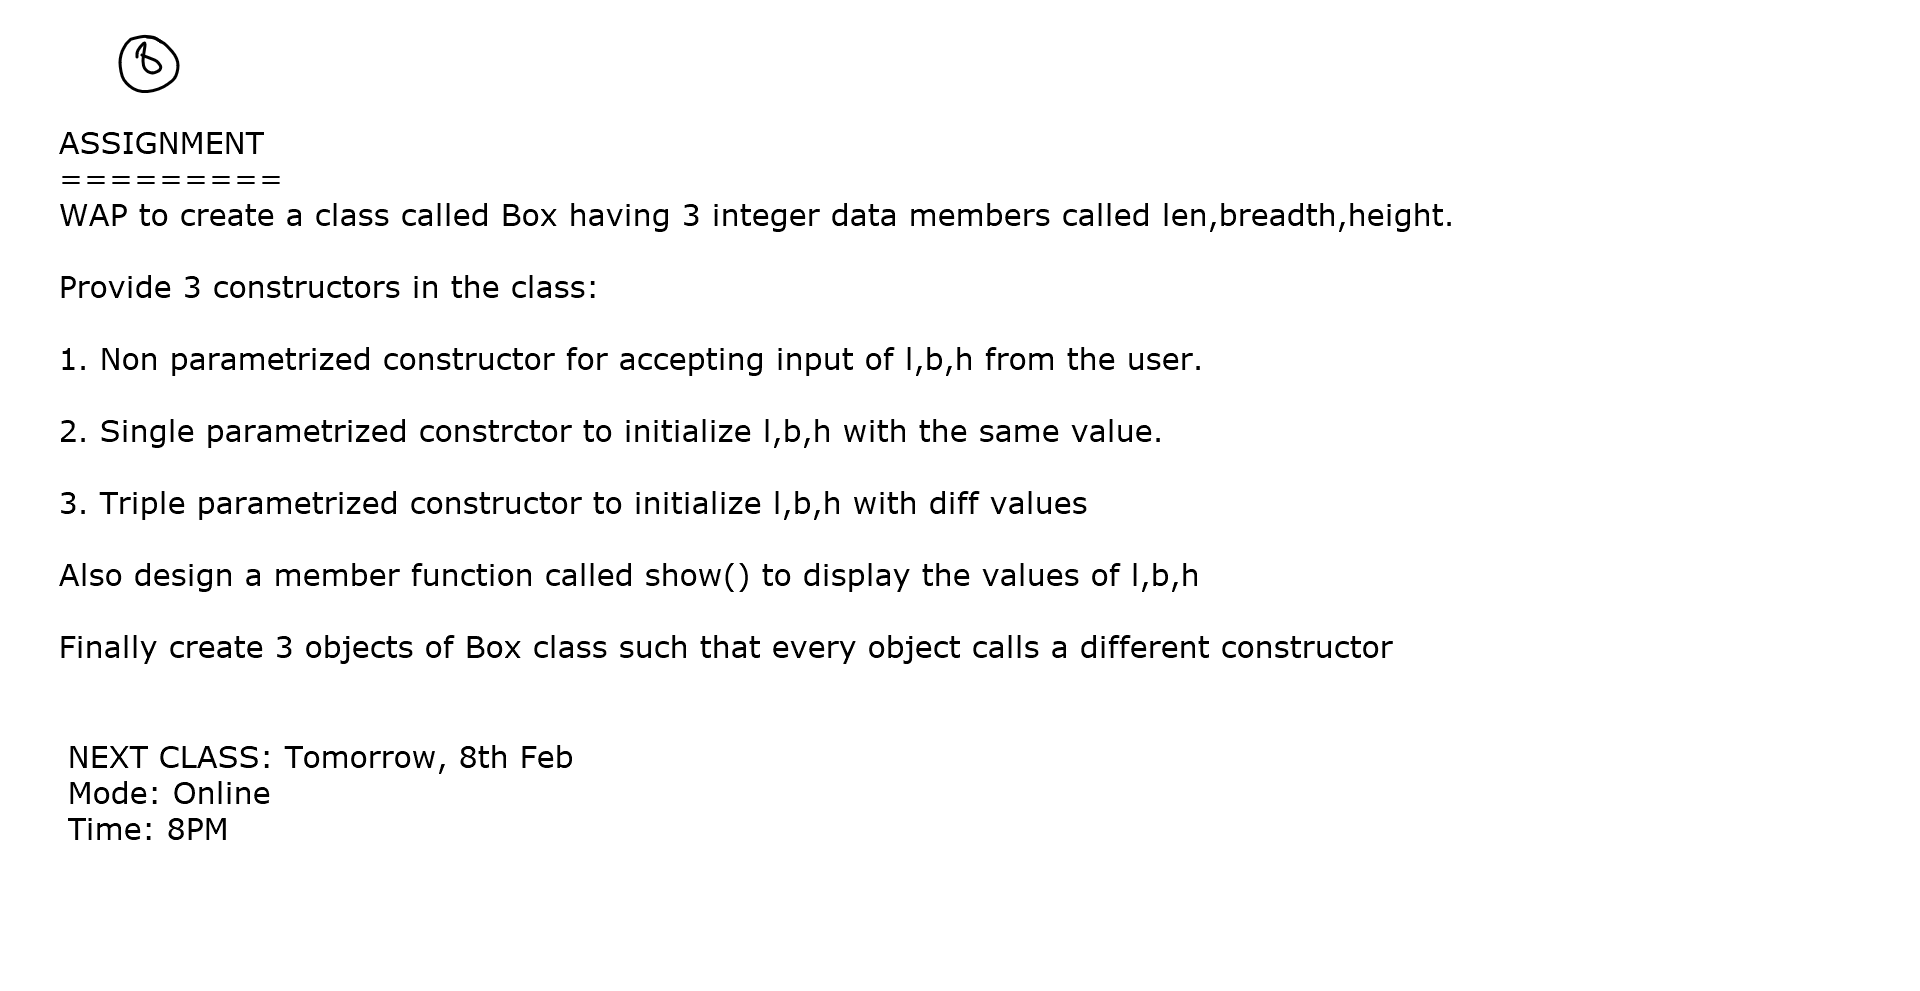 8
ASSIGNMENT
=========
WAP to create a class called Box having 3 integer data members called len,breadth,height.
Provide 3 constructors in the class:
1. Non parametrized constructor for accepting input of l,b,h from the user.
2. Single parametrized constrctor to initialize l,b,h with the same value.
3. Triple parametrized constructor to initialize l,b,h with diff values
Also design a member function called show() to display the values of l,b,h
Finally create 3 objects of Box class such that every object calls a different constructor
NEXT CLASS: Tomorrow, 8th Feb
Mode: Online
Time: 8PM